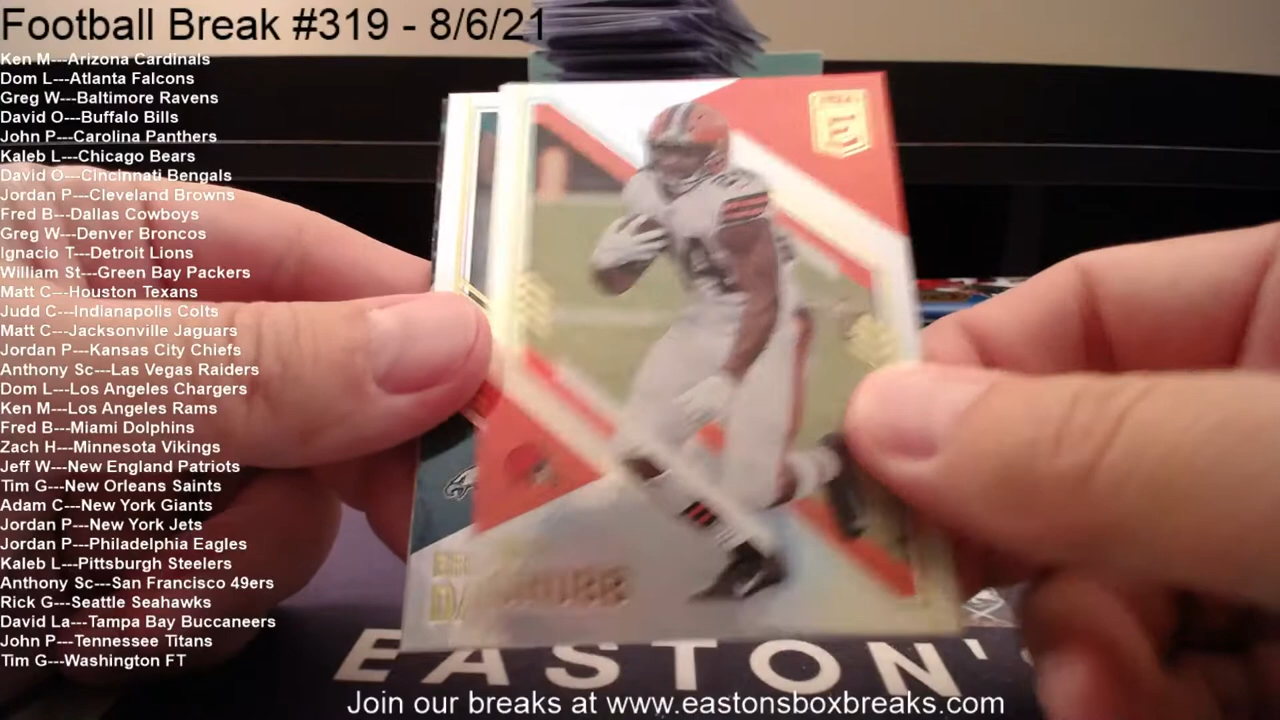 Football Break #319 - 8/6/21
Ken M---Arizona Cardinals
Dom L---Atlanta Falcons
Greg W---Baltimore Ravens
David O---Buffalo Bills
John P---Carolina Panthers
Kaleb L---Chicago Bears
David O---Cincinnati Bengals
Jordan P---Cleveland Browns
Fred B---Dallas Cowboys
Greg W---Denver Broncos
Ignacio T---Detroit Lions
William St---Green Bay Packers
Matt C---Houston Texans
Judd C---Indianapolis Colts
Matt C---Jacksonville Jaguars
Jordan P---Kansas City Chiefs
Anthony Sc---Las Vegas Raiders
Dom L---Los Angeles Chargers
Ken M---Los Angeles Rams
Fred B---Miami Dolphins
Zach H---Minnesota Vikings
Jeff W---New England Patriots
Tim G---New Orleans Saints
Adam C---New York Giants
Jordan P---New York Jets
Jordan P---Philadelphia Eagles
Kaleb L---Pittsburgh Steelers
Anthony Sc---San Francisco 49ers
Rick G---Seattle Seahawks
David La---Tampa Bay Buccaneers
John P---Tennessee Titans
Tim G---Washington FT
EASTON'S
Join our breaks at www.eastonsboxbreaks.com